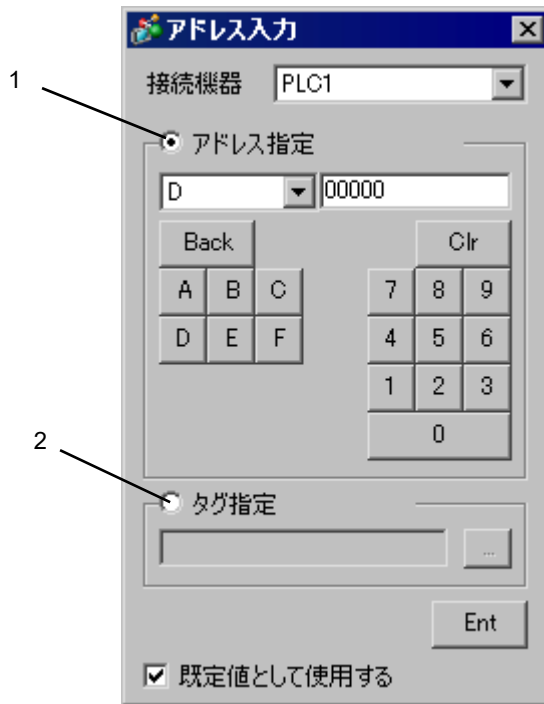 アドレス入力
1
接続機器 PLC1
アドレス指定
D 00000
Back Clr
A B C 7 8 9
D E F 4 5 6
1 2 3
0
2
タグ指定
...
Ent
既定値として使用する